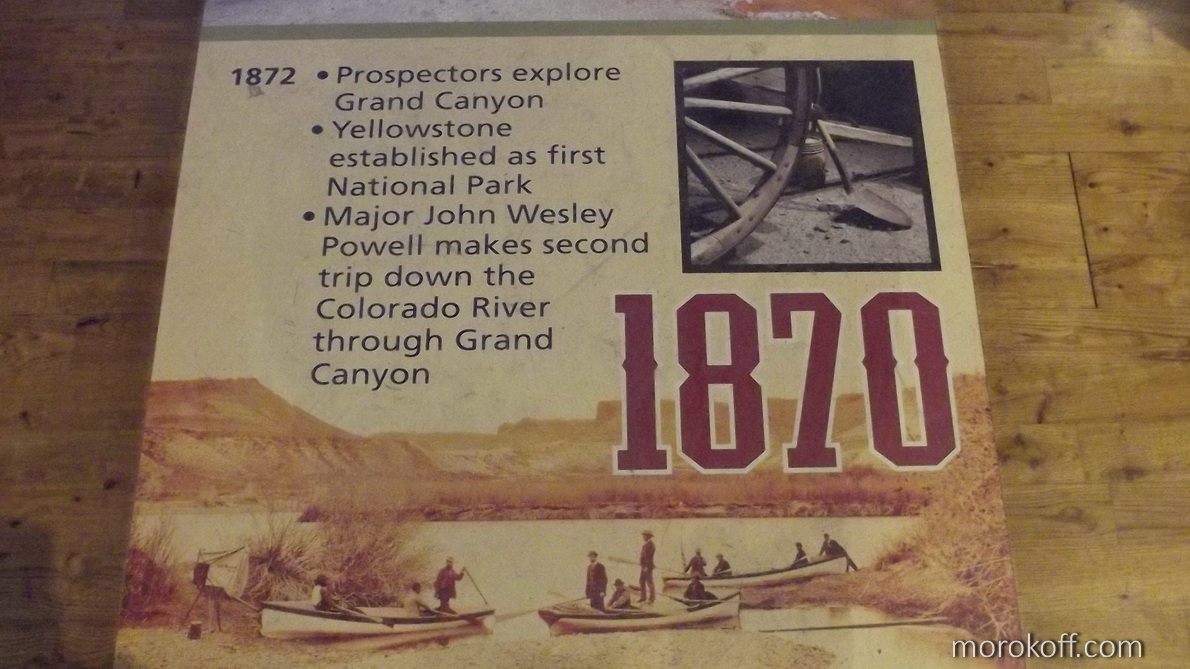 1872 • Prospectors explore
Grand Canyon
• Yellowstone
established as first
National Park
• Major John Wesley
Powell makes second
trip down the
Colorado River
through Grand
Canyon
1870
morokoff.com